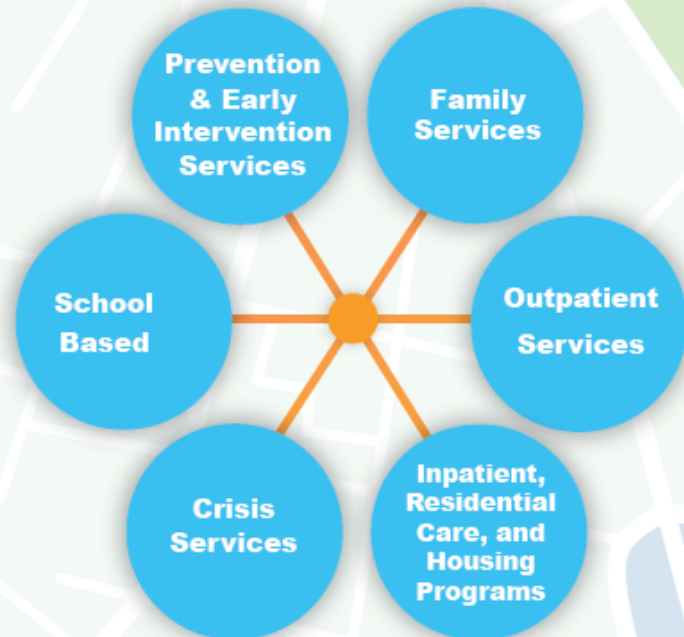 Prevention
& Early
Intervention
Services
Family
Services
School
Based
Outpatient
Services
Crisis
Services
Inpatient,
Residential
Care, and
Housing
Programs